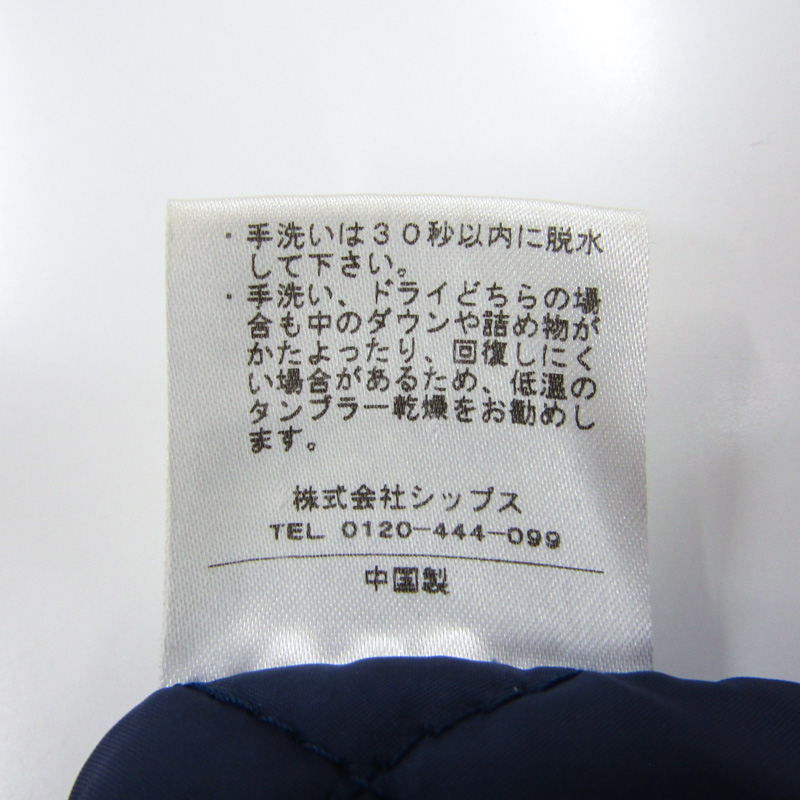 ・手洗いは30秒以内に脱水
して下さい。
・手洗い、ドライどちらの場
合も中のダウンや詰め物が
かたよったり、回復しにく
い場合があるため、低温の
タンブラー乾燥をお勧めし
ます。
株式会社シップス
TEL 0120-444-099
中国製